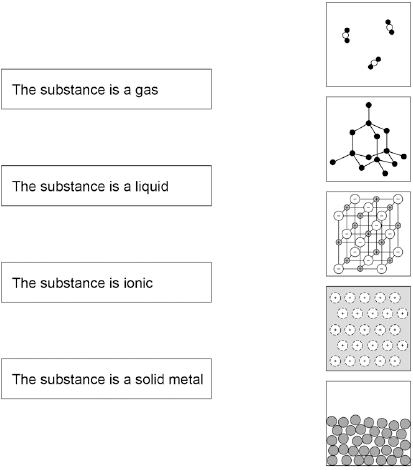 The substance is a gas
The substance is a liquid
The substance is ionic
The substance is a solid metal